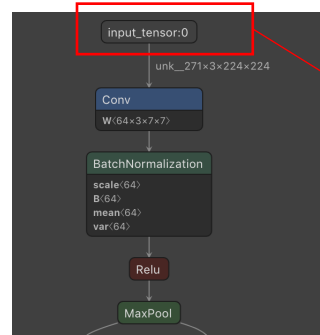 input_tensor:0
unk__271×3×224×224
Conv
W⟨64×3×7×7⟩
BatchNormalization
scale⟨64⟩
B⟨64⟩
mean⟨64⟩
var⟨64⟩
Relu
MaxPool